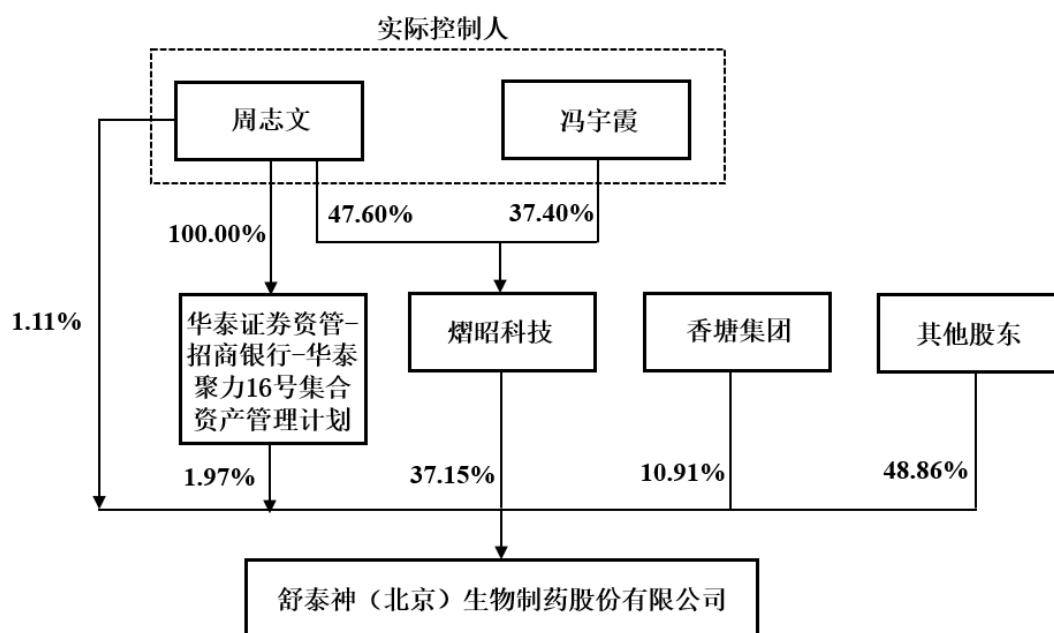 实际控制人
周志文
冯宇霞
47.60%
37.40%
100.00%
1.11%
华泰证券资管-
招商银行-华泰
聚力16号集合
资产管理计划
熠昭科技
香塘集团
其他股东
1.97%
37.15%
10.91%
48.86%
舒泰神（北京）生物制药股份有限公司